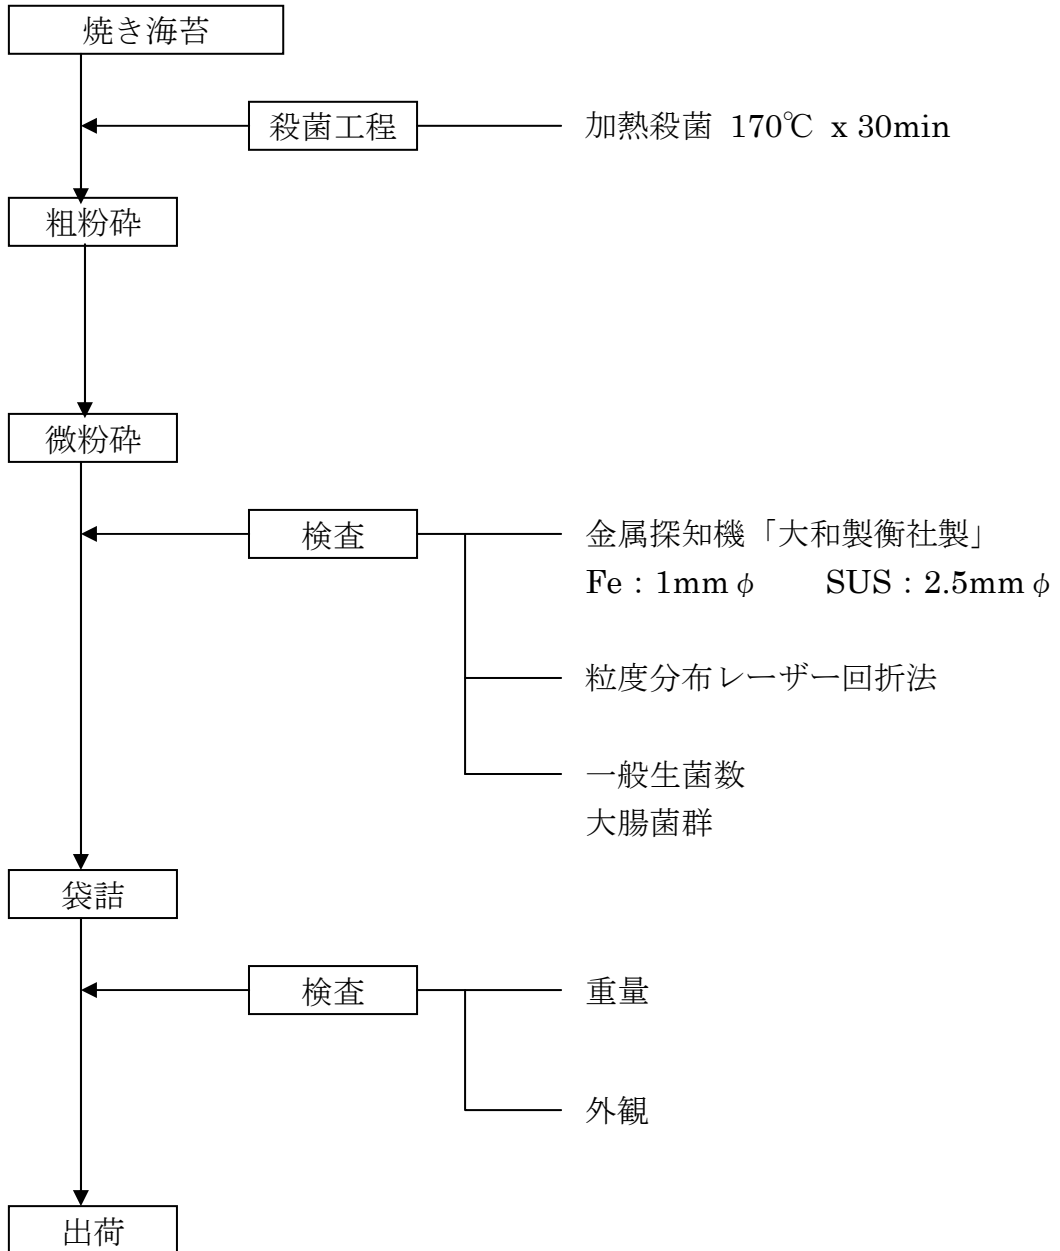 焼き海苔
殺菌工程 加熱殺菌 170℃ x 30min
粗粉砕
微粉砕
検査 金属探知機「大和製衡社製」
Fe:1mmφ SUS:2.5mmφ
粒度分布レーザー回折法
一般生菌数
大腸菌群
袋詰
検査 重量
外観
出荷